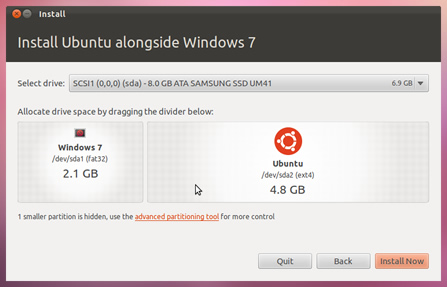 Install
Install Ubuntu alongside Windows 7
Select drive: SCSI1 (0,0,0) (sda) - 8.0 GB ATA SAMSUNG SSD UM41 6.9 GB
Allocate drive space by dragging the divider below:
Windows 7
/dev/sda1 (fat32)
2.1 GB
Ubuntu
/dev/sda2 (ext4)
4.8 GB
1 smaller partition is hidden, use the advanced partitioning tool for more control
Quit Back Install Now